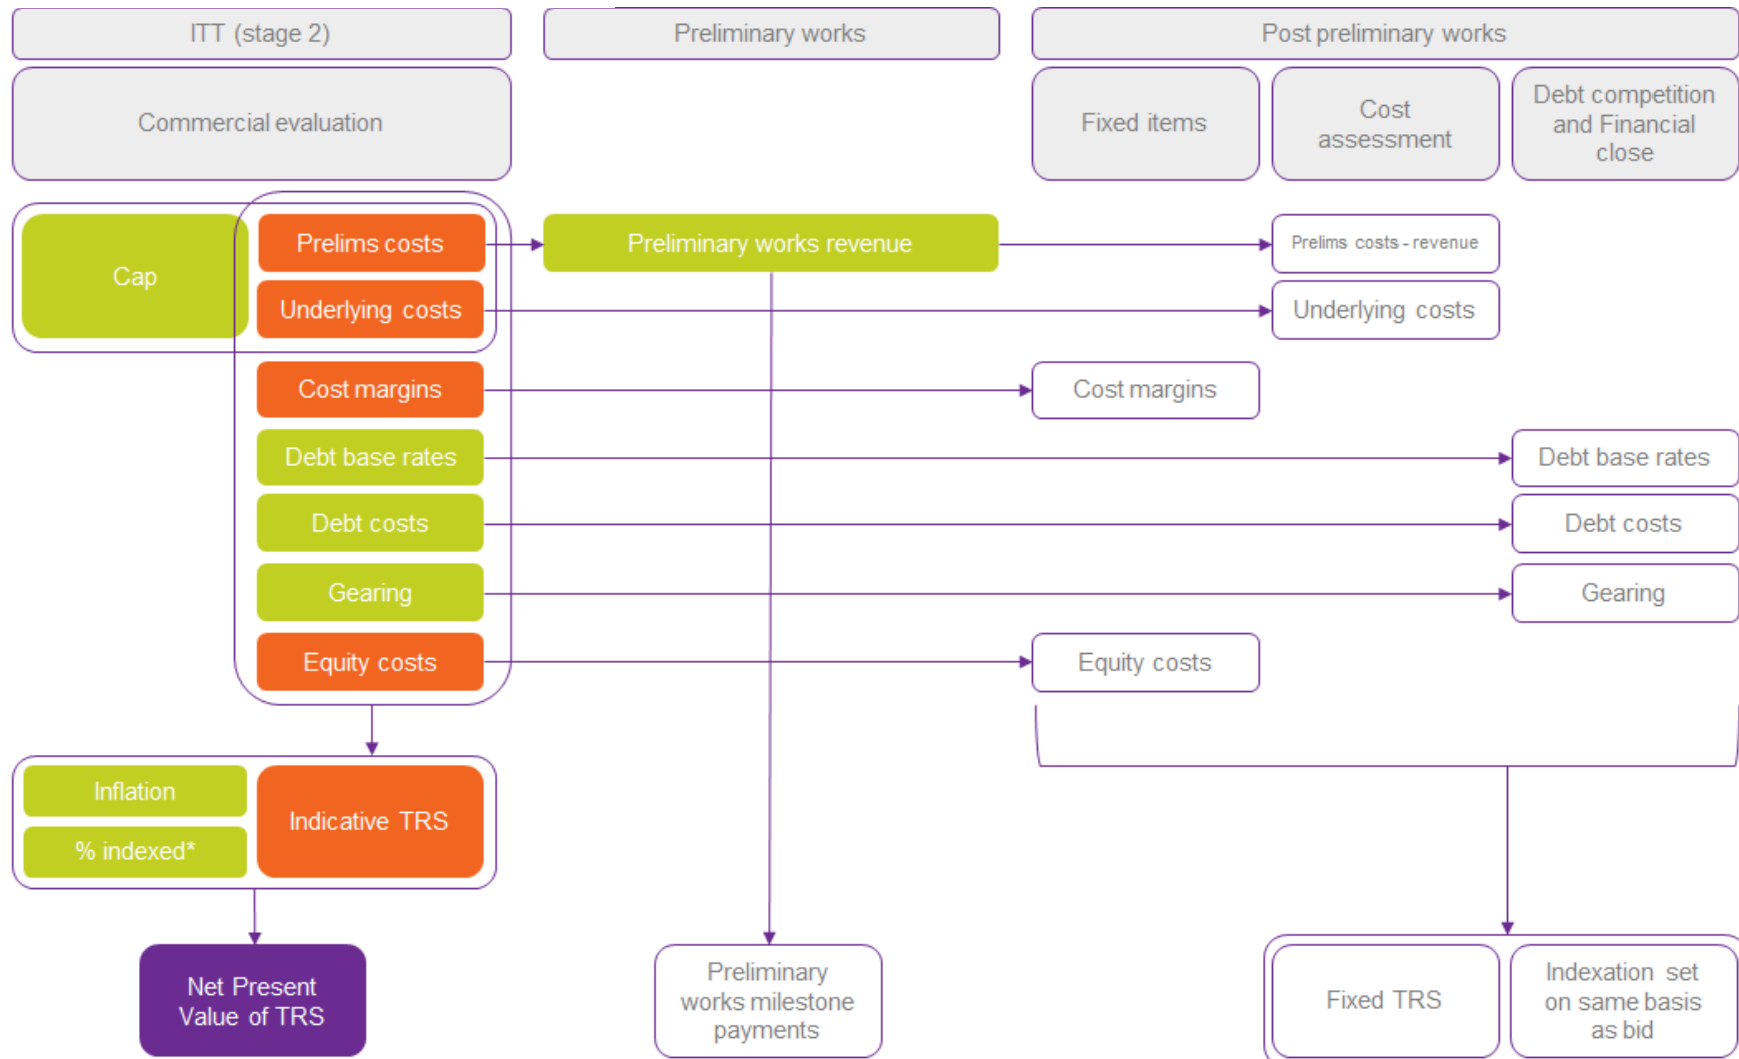 ITT (stage 2)
Preliminary works
Post preliminary works
Commercial evaluation
Fixed items
Cost
assessment
Debt competition
and Financial
close
Cap
Prelims costs
Preliminary works revenue
Prelims costs - revenue
Underlying costs
Underlying costs
Cost margins
Cost margins
Debt base rates
Debt base rates
Debt costs
Debt costs
Gearing
Gearing
Equity costs
Equity costs
Inflation
% indexed*
Indicative TRS
Net Present
Value of TRS
Preliminary
works milestone
payments
Fixed TRS
Indexation set
on same basis
as bid